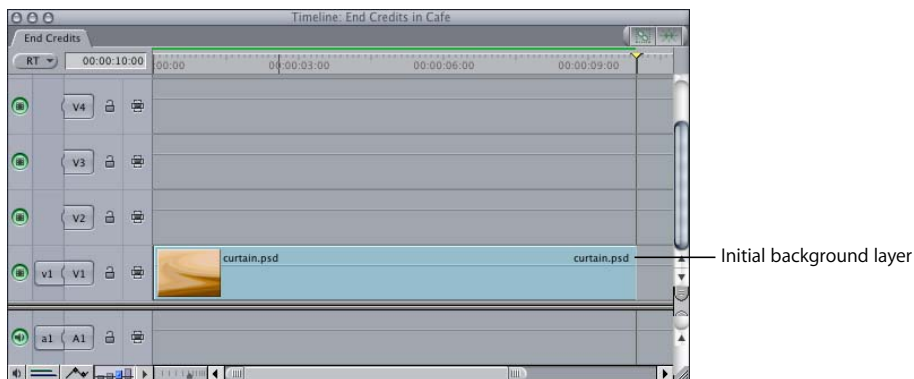 Timeline: End Credits in Cafe
End Credits
RT 00:00:10:00 :00:00 00:00:03:00 00:00:06:00 00:00:09:00
V4
V3
V2
v1 V1 curtain.psd curtain.psd Initial background layer
a1 A1